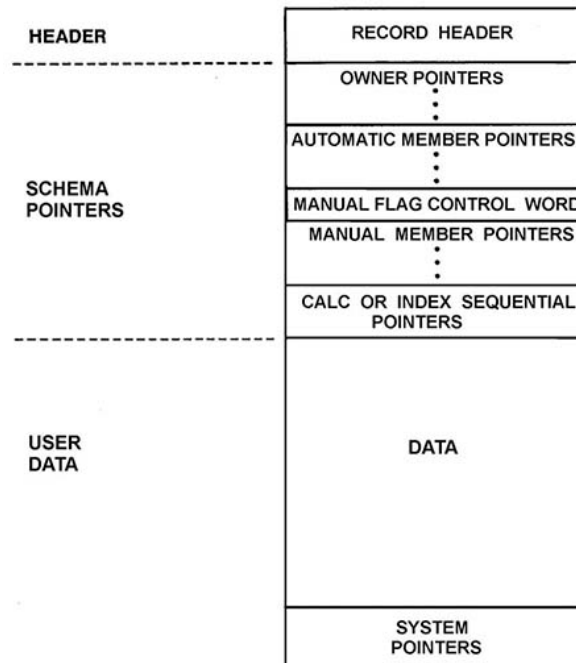 HEADER
RECORD HEADER
OWNER POINTERS
AUTOMATIC MEMBER POINTERS
SCHEMA
POINTERS
MANUAL FLAG CONTROL WORD
MANUAL MEMBER POINTERS
CALC OR INDEX SEQUENTIAL
POINTERS
USER
DATA
DATA
SYSTEM
POINTERS